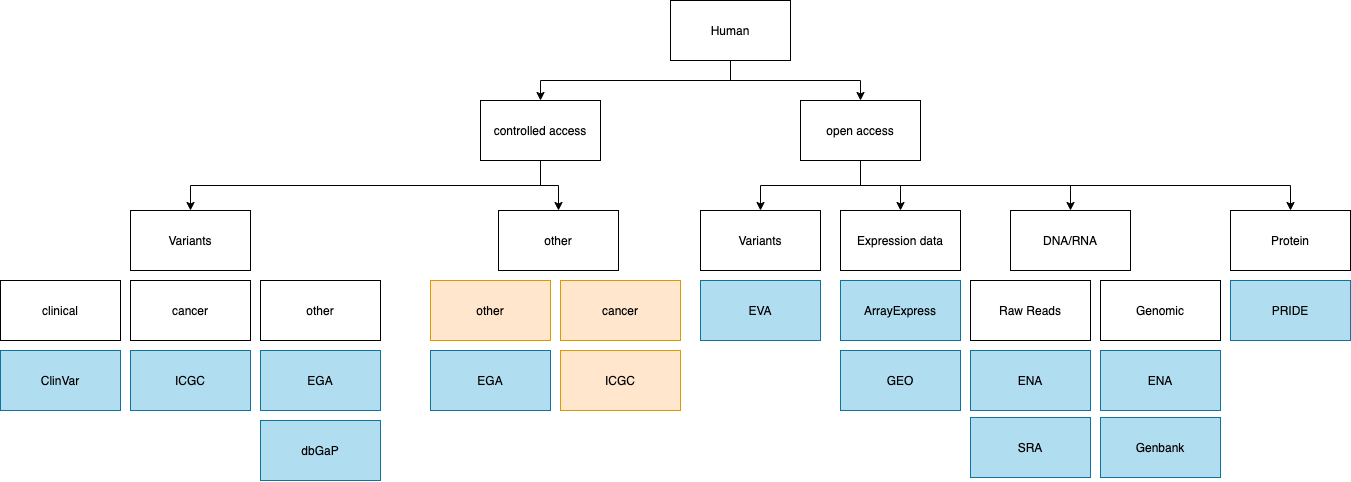 Human
controlled access
open access
Variants
other
Variants
Expression data
DNA/RNA
Protein
clinical
cancer
other
other
cancer
EVA
ArrayExpress
Raw Reads
Genomic
PRIDE
ClinVar
ICGC
EGA
EGA
ICGC
GEO
ENA
ENA
dbGaP
SRA
Genbank